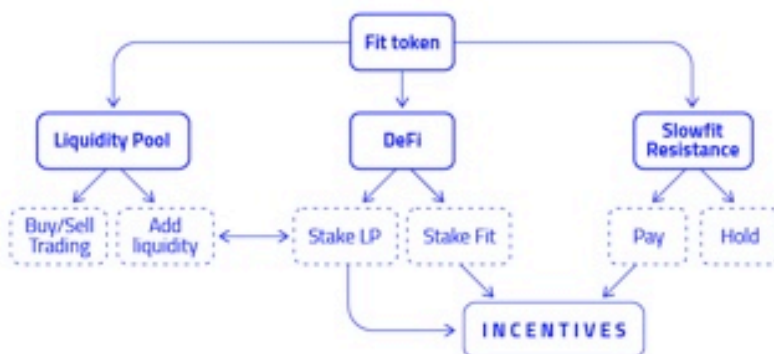 Fit token
Liquidity Pool
DeFi
Slowfit
Resistance
Buy/Sell
Trading
Add
liquidity
Stake LP
Stake Fit
Pay
Hold
INCENTIVES